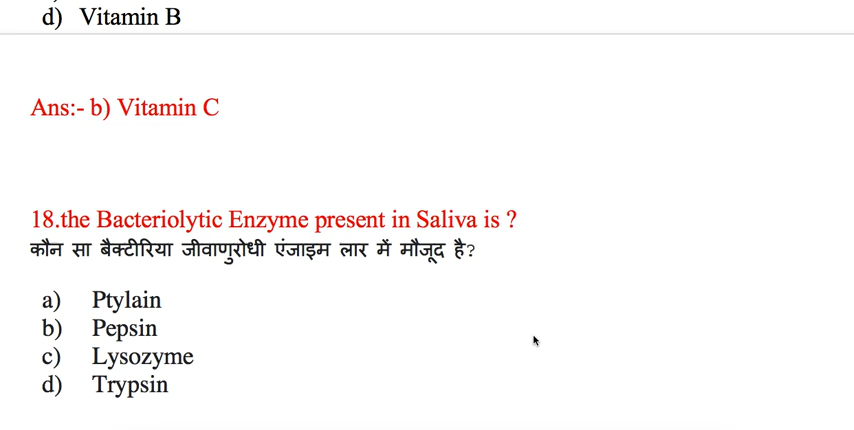 d) Vitamin B
Ans:- b) Vitamin C
18.the Bacteriolytic Enzyme present in Saliva is ?
कौन सा बैक्टीरिया जीवाणुरोधी एंजाइम लार में मौजूद है?
a) Ptylain
b) Pepsin
c) Lysozyme
d) Trypsin